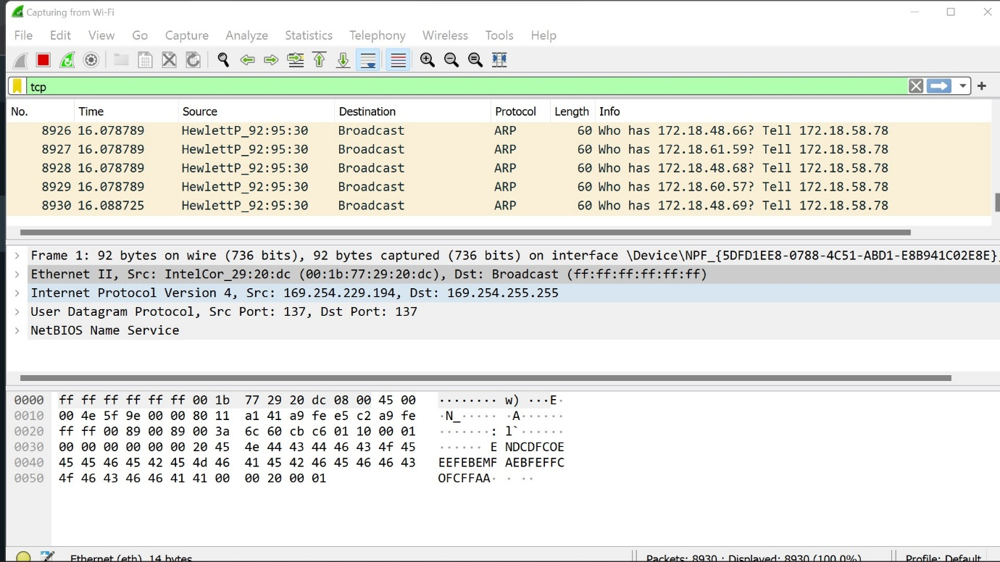 Capturing from Wi-Fi
File Edit View Go Capture Analyze Statistics Telephony Wireless Tools Help
tcp
No. Time Source Destination Protocol Length Info
8926 16.078789 HewlettP_92:95:30 Broadcast ARP 60 Who has 172.18.48.66? Tell 172.18.58.78
8927 16.078789 HewlettP_92:95:30 Broadcast ARP 60 Who has 172.18.61.59? Tell 172.18.58.78
8928 16.078789 HewlettP_92:95:30 Broadcast ARP 60 Who has 172.18.48.68? Tell 172.18.58.78
8929 16.078789 HewlettP_92:95:30 Broadcast ARP 60 Who has 172.18.60.57? Tell 172.18.58.78
8930 16.088725 HewlettP_92:95:30 Broadcast ARP 60 Who has 172.18.48.69? Tell 172.18.58.78
Frame 1: 92 bytes on wire (736 bits), 92 bytes captured (736 bits) on interface \Device\NPF_{5DFD1EE8-0788-4C51-ABD1-E8B941C02E8E},
Ethernet II, Src: IntelCor_29:20:dc (00:1b:77:29:20:dc), Dst: Broadcast (ff:ff:ff:ff:ff:ff)
Internet Protocol Version 4, Src: 169.254.229.194, Dst: 169.254.255.255
User Datagram Protocol, Src Port: 137, Dst Port: 137
NetBIOS Name Service
0000 ff ff ff ff ff ff 00 1b 77 29 20 dc 08 00 45 00 ········ w) ···E·
0010 00 4e 5f 9e 00 00 80 11 a1 41 a9 fe e5 c2 a9 fe ·N_····· ·A······
0020 ff ff 00 89 00 89 00 3a 6c 60 cb c6 01 10 00 01 ·······: l`······
0030 00 00 00 00 00 00 20 45 4e 44 43 44 46 43 4f 45 ······ E NDCDFCOE
0040 45 45 46 45 42 45 4d 46 41 45 42 46 45 46 46 43 EEFEBEMF AEBFEFFC
0050 4f 46 43 46 46 41 41 00 00 20 00 01 OFCFFAA· · ··
Ethernet (eth), 14 bytes
Packets: 8930 · Displayed: 8930 (100.0%)
Profile: Default